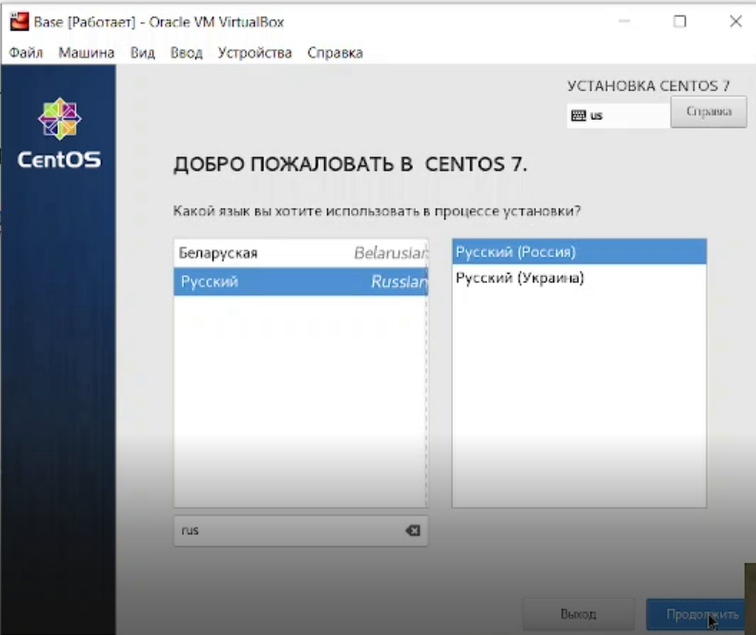 Base [Работает] - Oracle VM VirtualBox
Файл Машина Вид Ввод Устройства Справка
УСТАНОВКА CENTOS 7
us Справка
CentOS
ДОБРО ПОЖАЛОВАТЬ В CENTOS 7.
Какой язык вы хотите использовать в процессе установки?
Беларуская Belarusian
Русский Russian
Русский (Россия)
Русский (Украина)
rus
Выход Продолжить